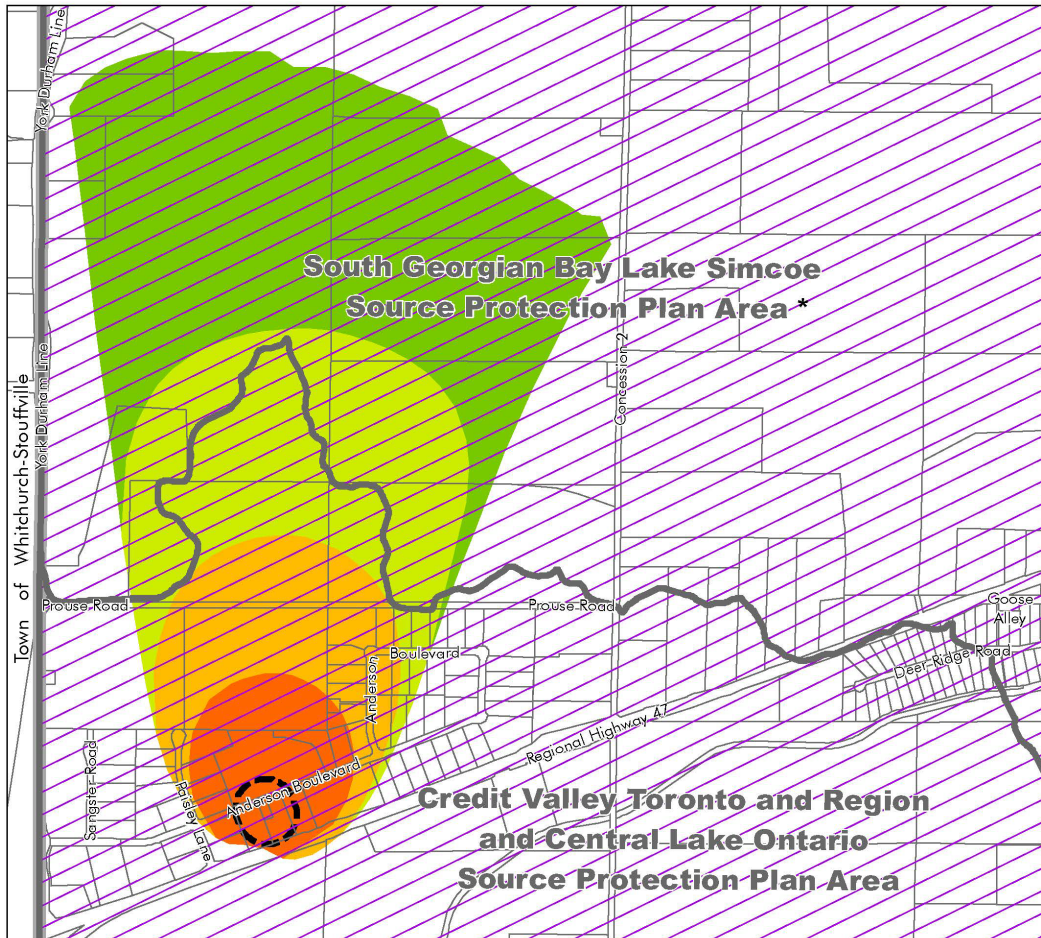 York Durham Line
South Georgian Bay Lake Simcoe
Source Protection Plan Area *
Concession 2
York Durham Line
Town of Whitchurch-Stouffville
Prouse Road
Prouse Road
Goose
Alley
Deer Ridge Road
Boulevard
Anderson
Regional Highway 47
Sangster Road
Paisley Lane
Anderson Boulevard
Credit Valley Toronto and Region
and Central Lake Ontario
Source Protection Plan Area